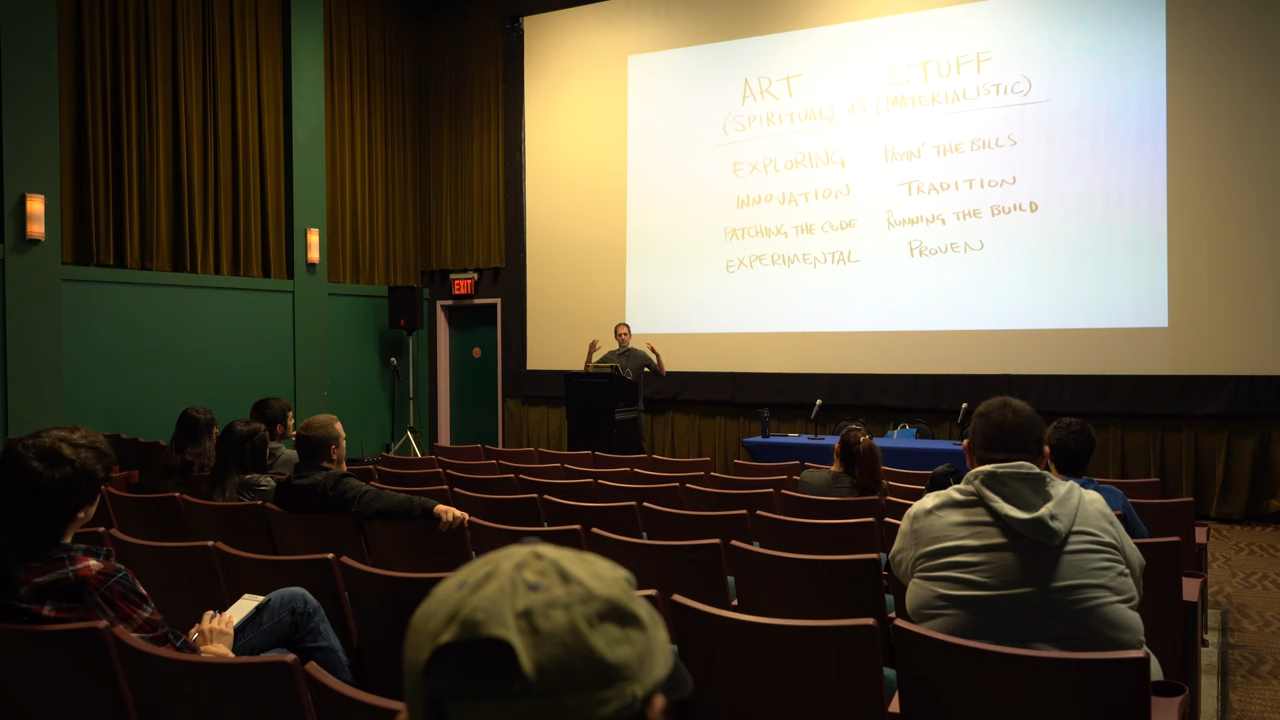 ART STUFF
(SPIRITUAL) VS (MATERIALISTIC)
EXPLORING PAYIN' THE BILLS
INNOVATION TRADITION
PATCHING THE CODE RUNNING THE BUILD
EXPERIMENTAL PROVEN
EXIT